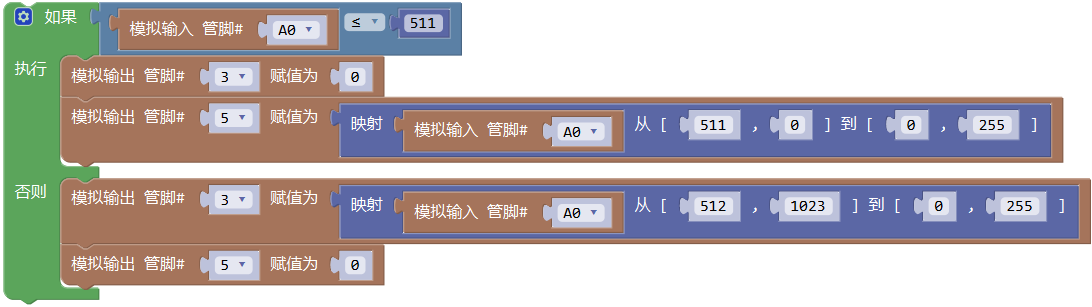 如果 模拟输入 管脚# A0 ≤ 511
执行 模拟输出 管脚# 3 赋值为 0
模拟输出 管脚# 5 赋值为 映射 模拟输入 管脚# A0 从 [ 511 , 0 ] 到 [ 0 , 255 ]
否则 模拟输出 管脚# 3 赋值为 映射 模拟输入 管脚# A0 从 [ 512 , 1023 ] 到 [ 0 , 255 ]
模拟输出 管脚# 5 赋值为 0